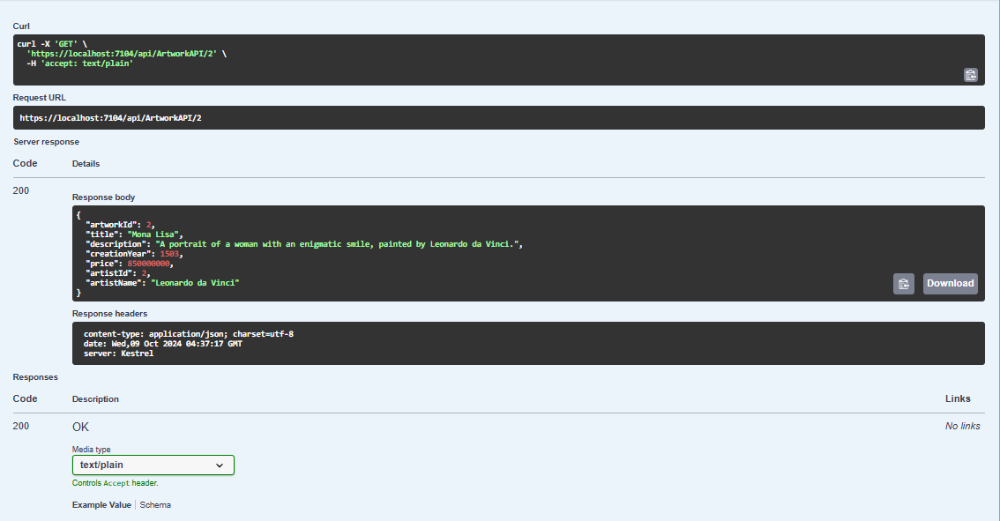 Curl
curl -X 'GET' \
'https://localhost:7104/api/ArtworkAPI/2' \
-H 'accept: text/plain'
Request URL
https://localhost:7104/api/ArtworkAPI/2
Server response
Code Details
200
Response body
{
"artworkId": 2,
"title": "Mona Lisa",
"description": "A portrait of a woman with an enigmatic smile, painted by Leonardo da Vinci.",
"creationYear": 1503,
"price": 850000000,
"artistId": 2,
"artistName": "Leonardo da Vinci"
}
Download
Response headers
content-type: application/json; charset=utf-8
date: Wed,09 Oct 2024 04:37:17 GMT
server: Kestrel
Responses
Code Description Links
200 OK No links
Media type
text/plain
Controls Accept header.
Example Value Schema